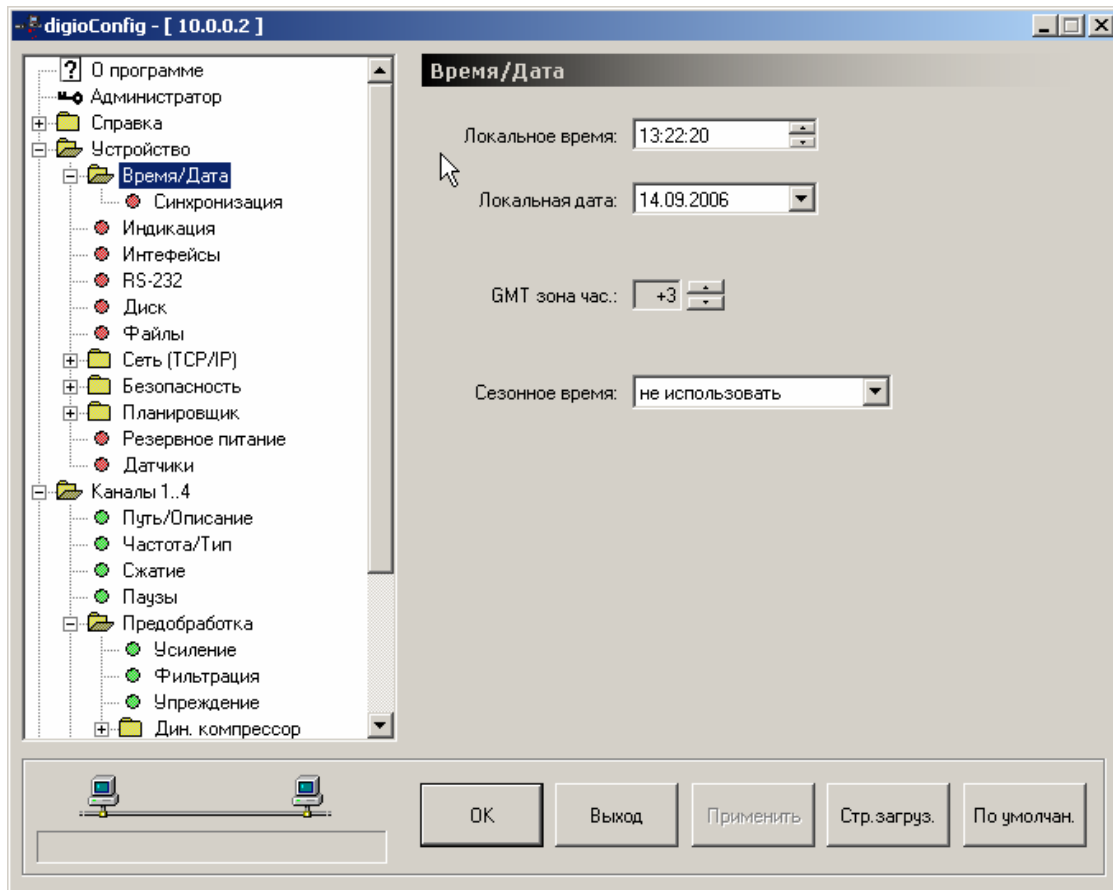 digioConfig - [ 10.0.0.2 ]
? О программе
Администратор
Справка
Устройство
Время/Дата
Синхронизация
Индикация
Интефейсы
RS-232
Диск
Файлы
Сеть (TCP/IP)
Безопасность
Планировщик
Резервное питание
Датчики
Каналы 1..4
Путь/Описание
Частота/Тип
Сжатие
Паузы
Предобработка
Усиление
Фильтрация
Упреждение
Дин. компрессор
Время/Дата
Локальное время: 13:22:20
Локальная дата: 14.09.2006
GMT зона час.: +3
Сезонное время: не использовать
OK Выход Применить Стр.загруз. По умолчан.